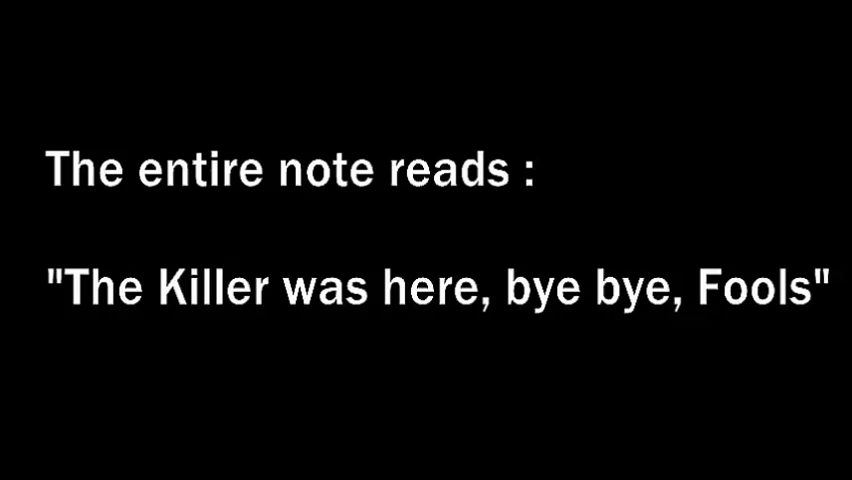 The entire note reads :
"The Killer was here, bye bye, Fools"